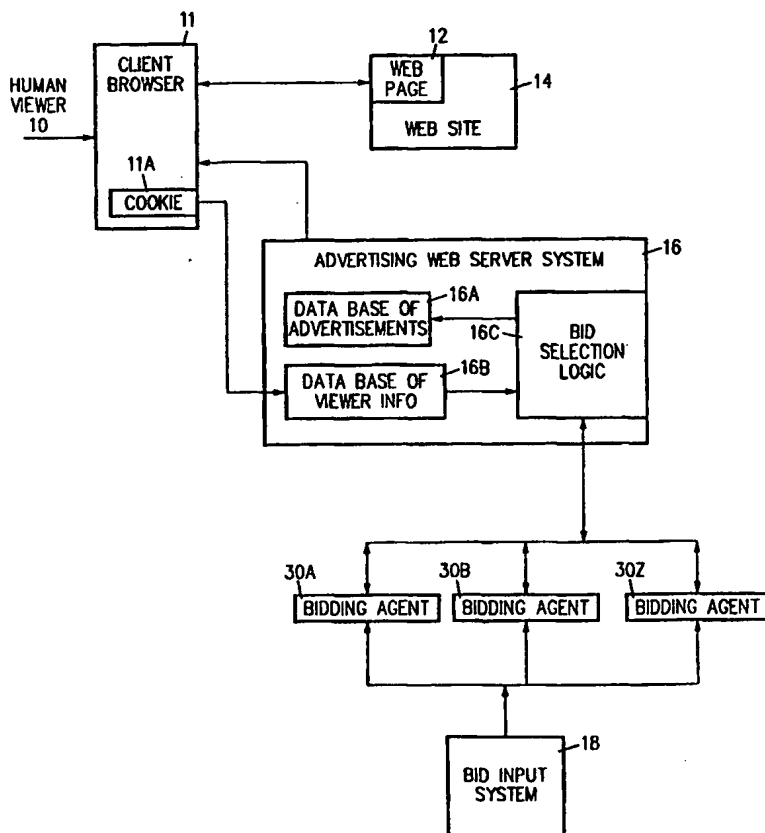 11
CLIENT
BROWSER
HUMAN
VIEWER
10
11A
COOKIE
12
WEB
PAGE
14
WEB SITE
16
ADVERTISING WEB SERVER SYSTEM
16A
DATA BASE OF
ADVERTISEMENTS
16B
DATA BASE OF
VIEWER INFO
16C
BID
SELECTION
LOGIC
30A
BIDDING AGENT
30B
BIDDING AGENT
30Z
BIDDING AGENT
18
BID INPUT
SYSTEM